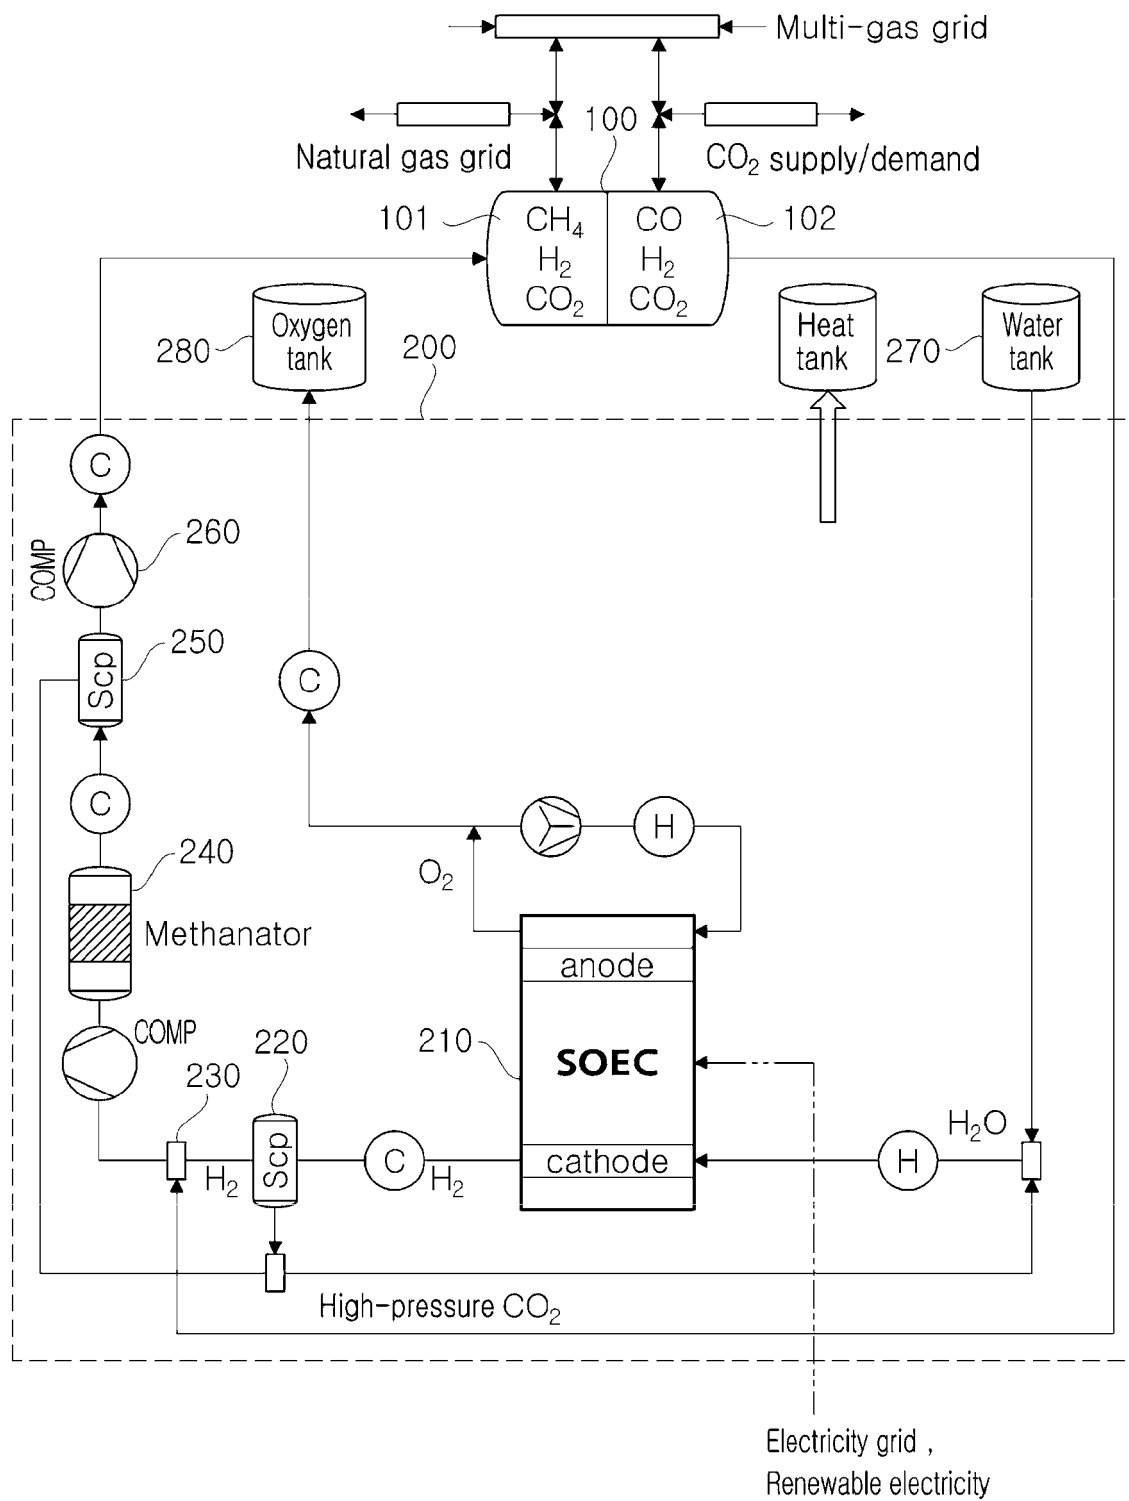 Multi-gas grid
100
Natural gas grid
CO₂ supply/demand
101
CH₄
CO
102
H₂
H₂
CO₂
CO₂
280
Oxygen
tank
200
Heat
tank
270
Water
tank
C
COMP
260
Scp
250
C
C
H
240
O₂
Methanator
anode
COMP
210
SOEC
220
230
H₂O
H₂
Scp
C
H₂
cathode
H
High-pressure CO₂
Electricity grid ,
Renewable electricity